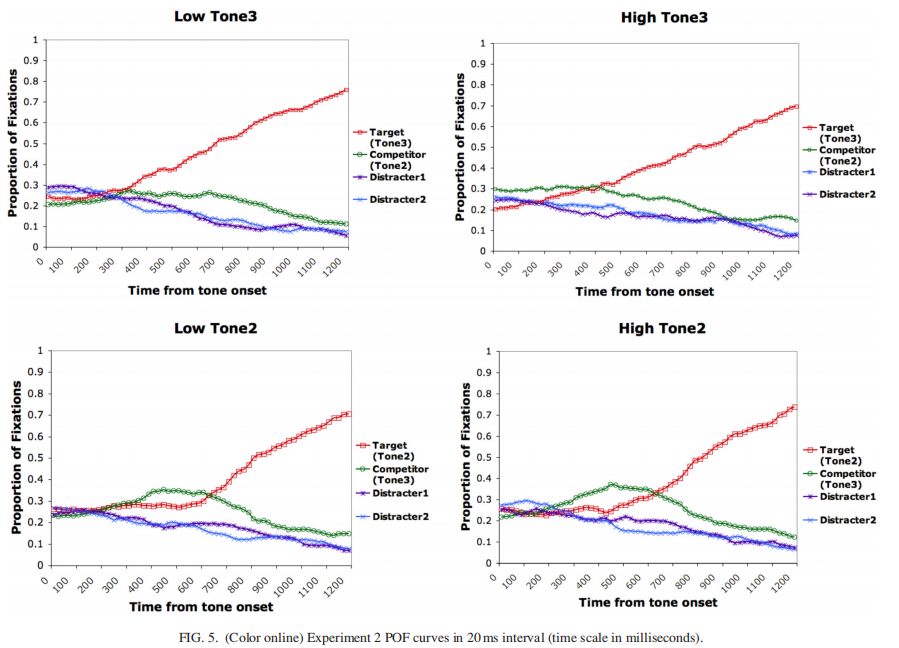 Low Tone3
High Tone3
Proportion of Fixations
1
0.9
0.8
0.7
0.6
0.5
0.4
0.3
0.2
0.1
0
0 100 200 300 400 500 600 700 800 900 1000 1100 1200
Time from tone onset
Target
(Tone3)
Competitor
(Tone2)
Distracter1
Distracter2
Proportion of Fixations
1
0.9
0.8
0.7
0.6
0.5
0.4
0.3
0.2
0.1
0
0 100 200 300 400 500 600 700 800 900 1000 1100 1200
Time from tone onset
Target
(Tone3)
Competitor
(Tone2)
Distracter1
Distracter2
Low Tone2
High Tone2
Proportion of Fixations
1
0.9
0.8
0.7
0.6
0.5
0.4
0.3
0.2
0.1
0
0 100 200 300 400 500 600 700 800 900 1000 1100 1200
Time from tone onset
Target
(Tone2)
Competitor
(Tone3)
Distracter1
Distracter2
Proportion of Fixations
1
0.9
0.8
0.7
0.6
0.5
0.4
0.3
0.2
0.1
0
0 100 200 300 400 500 600 700 800 900 1000 1100 1200
Time from tone onset
Target
(Tone2)
Competitor
(Tone3)
Distracter1
Distracter2
FIG. 5. (Color online) Experiment 2 POF curves in 20 ms interval (time scale in milliseconds).